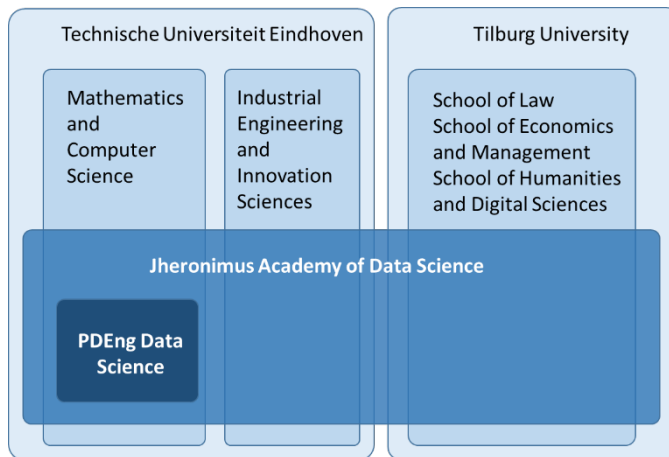 Technische Universiteit Eindhoven
Tilburg University
Mathematics
and
Computer
Science
Industrial
Engineering
and
Innovation
Sciences
School of Law
School of Economics
and Management
School of Humanities
and Digital Sciences
Jheronimus Academy of Data Science
PDEng Data
Science